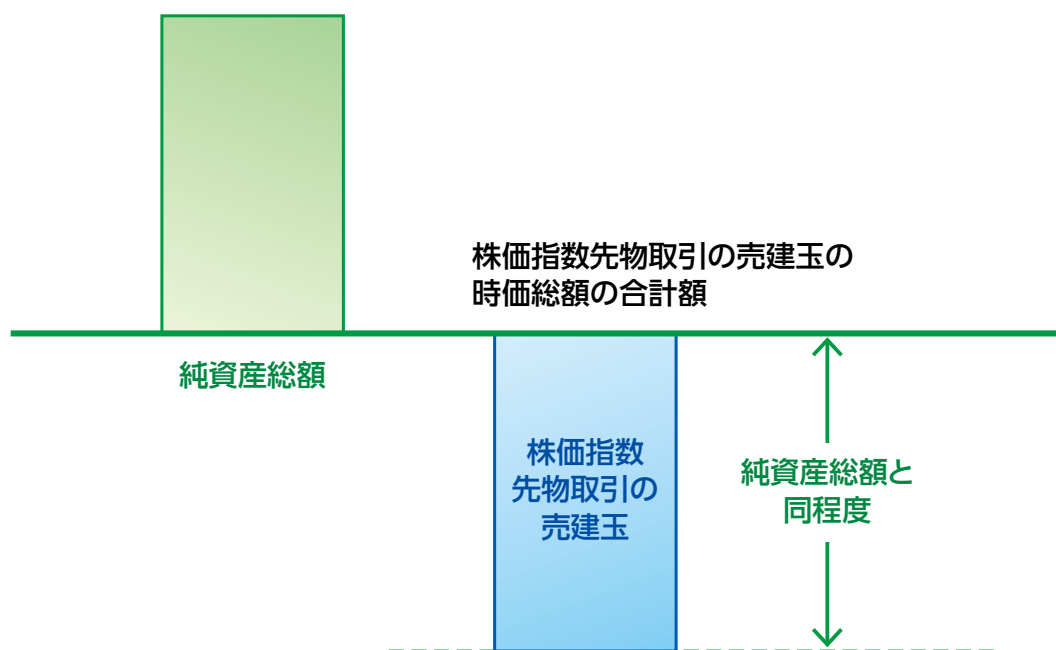 株価指数先物取引の売建玉の
時価総額の合計額
純資産総額
株価指数
先物取引の
売建玉
純資産総額と
同程度